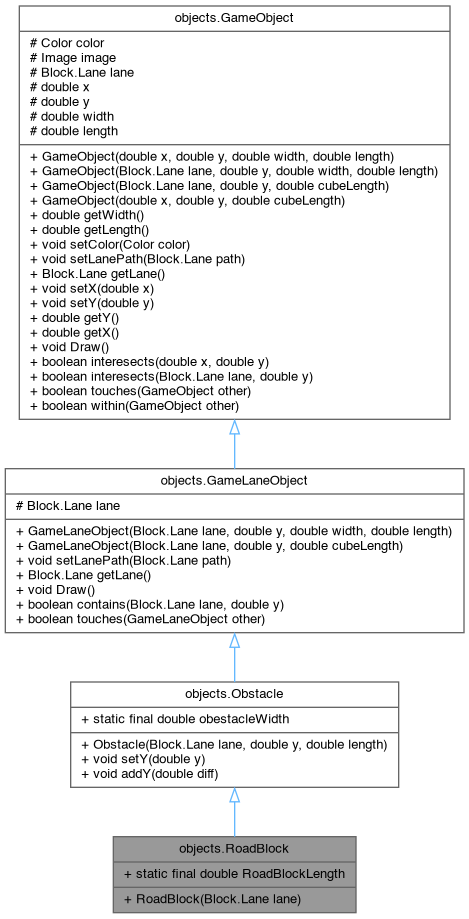 objects.GameObject
# Color color
# Image image
# Block.Lane lane
# double x
# double y
# double width
# double length
+ GameObject(double x, double y, double width, double length)
+ GameObject(Block.Lane lane, double y, double width, double length)
+ GameObject(Block.Lane lane, double y, double cubeLength)
+ GameObject(double x, double y, double cubeLength)
+ double getWidth()
+ double getLength()
+ void setColor(Color color)
+ void setLanePath(Block.Lane path)
+ Block.Lane getLane()
+ void setX(double x)
+ void setY(double y)
+ double getY()
+ double getX()
+ void Draw()
+ boolean interesects(double x, double y)
+ boolean interesects(Block.Lane lane, double y)
+ boolean touches(GameObject other)
+ boolean within(GameObject other)
objects.GameLaneObject
# Block.Lane lane
+ GameLaneObject(Block.Lane lane, double y, double width, double length)
+ GameLaneObject(Block.Lane lane, double y, double cubeLength)
+ void setLanePath(Block.Lane path)
+ Block.Lane getLane()
+ void Draw()
+ boolean contains(Block.Lane lane, double y)
+ boolean touches(GameLaneObject other)
objects.Obstacle
+ static final double obestacleWidth
+ Obstacle(Block.Lane lane, double y, double length)
+ void setY(double y)
+ void addY(double diff)
objects.RoadBlock
+ static final double RoadBlockLength
+ RoadBlock(Block.Lane lane)